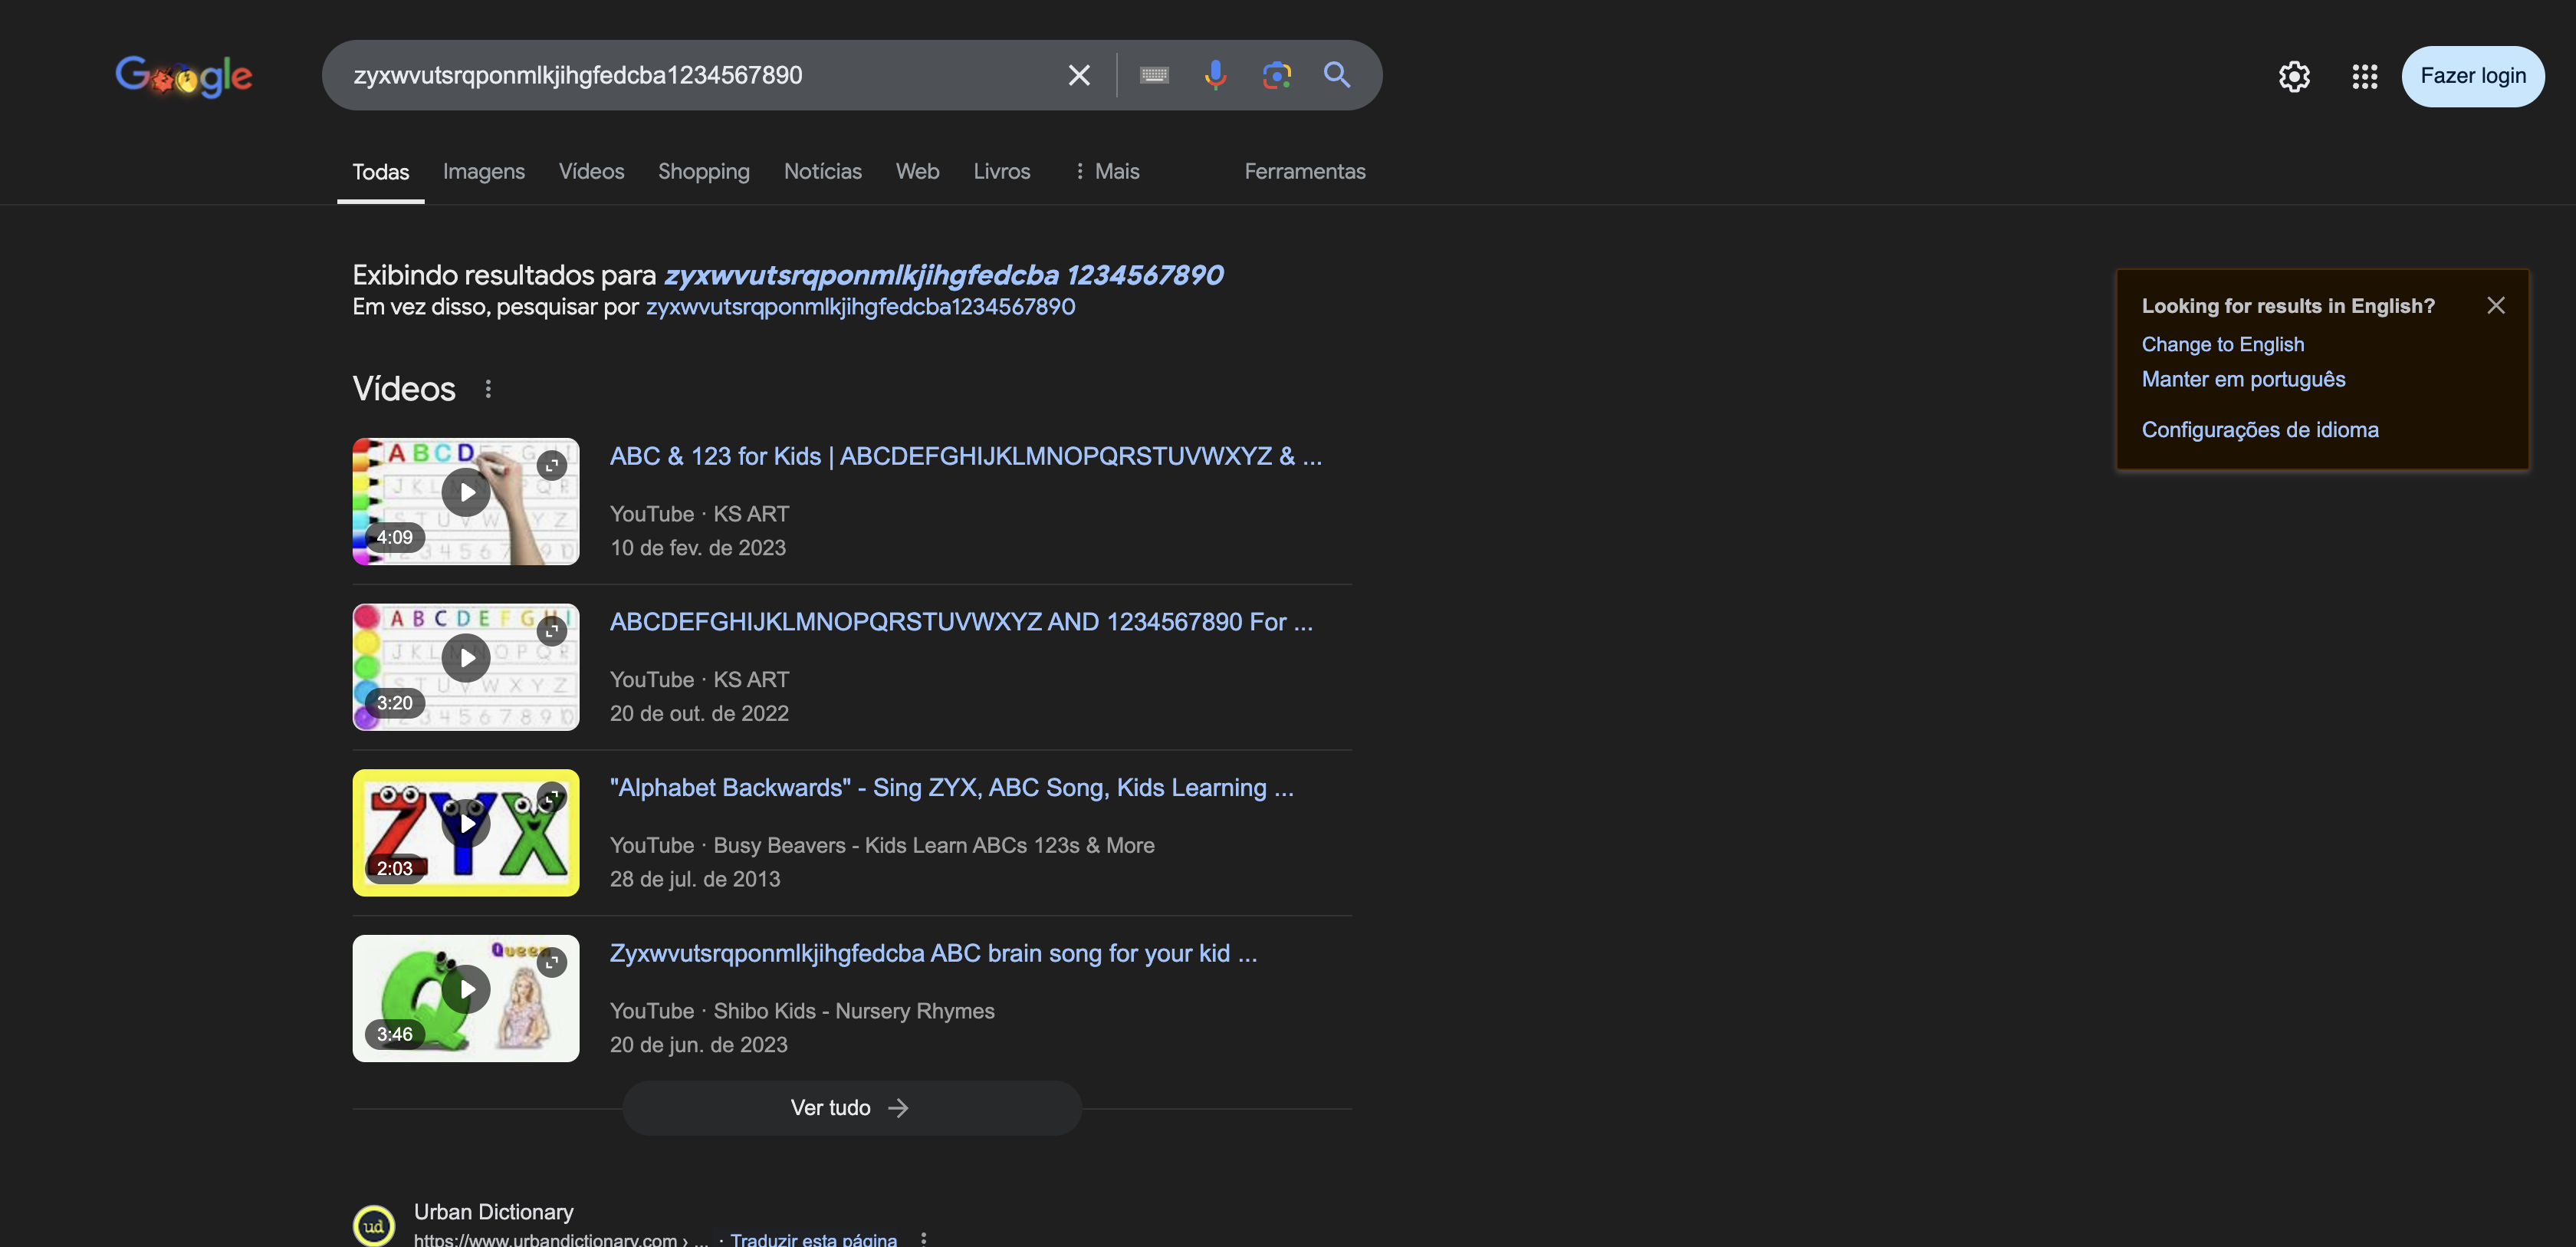 Google
zyxwvutsrqponmlkjihgfedcba1234567890
Fazer login
Todas Imagens Vídeos Shopping Notícias Web Livros Mais Ferramentas
Exibindo resultados para zyxwvutsrqponmlkjihgfedcba 1234567890
Em vez disso, pesquisar por zyxwvutsrqponmlkjihgfedcba1234567890
Looking for results in English?
Change to English
Manter em português
Configurações de idioma
Vídeos
ABCD
4:09
ABC & 123 for Kids | ABCDEFGHIJKLMNOPQRSTUVWXYZ & ...
YouTube · KS ART
10 de fev. de 2023
A B C D E F G H I
3:20
ABCDEFGHIJKLMNOPQRSTUVWXYZ AND 1234567890 For ...
YouTube · KS ART
20 de out. de 2022
ZYX
2:03
"Alphabet Backwards" - Sing ZYX, ABC Song, Kids Learning ...
YouTube · Busy Beavers - Kids Learn ABCs 123s & More
28 de jul. de 2013
Queen
Q
3:46
Zyxwvutsrqponmlkjihgfedcba ABC brain song for your kid ...
YouTube · Shibo Kids - Nursery Rhymes
20 de jun. de 2023
Ver tudo
ud
Urban Dictionary
https://www.urbandictionary.com › ... · Traduzir esta página